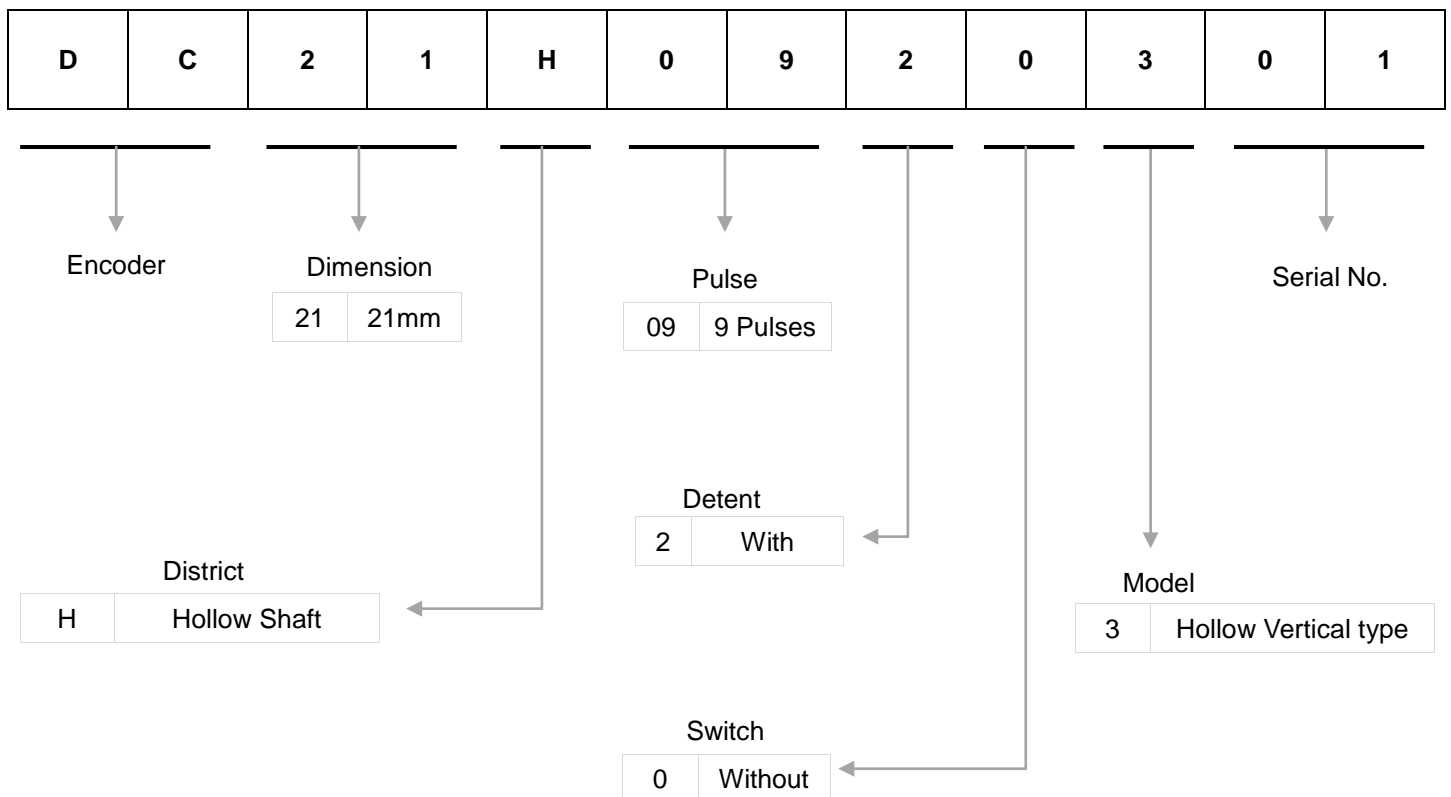 D C 2 1 H 0 9 2 0 3 0 1
Encoder
Dimension
21 21mm
Pulse
09 9 Pulses
Serial No.
Detent
2 With
District
H Hollow Shaft
Model
3 Hollow Vertical type
Switch
0 Without